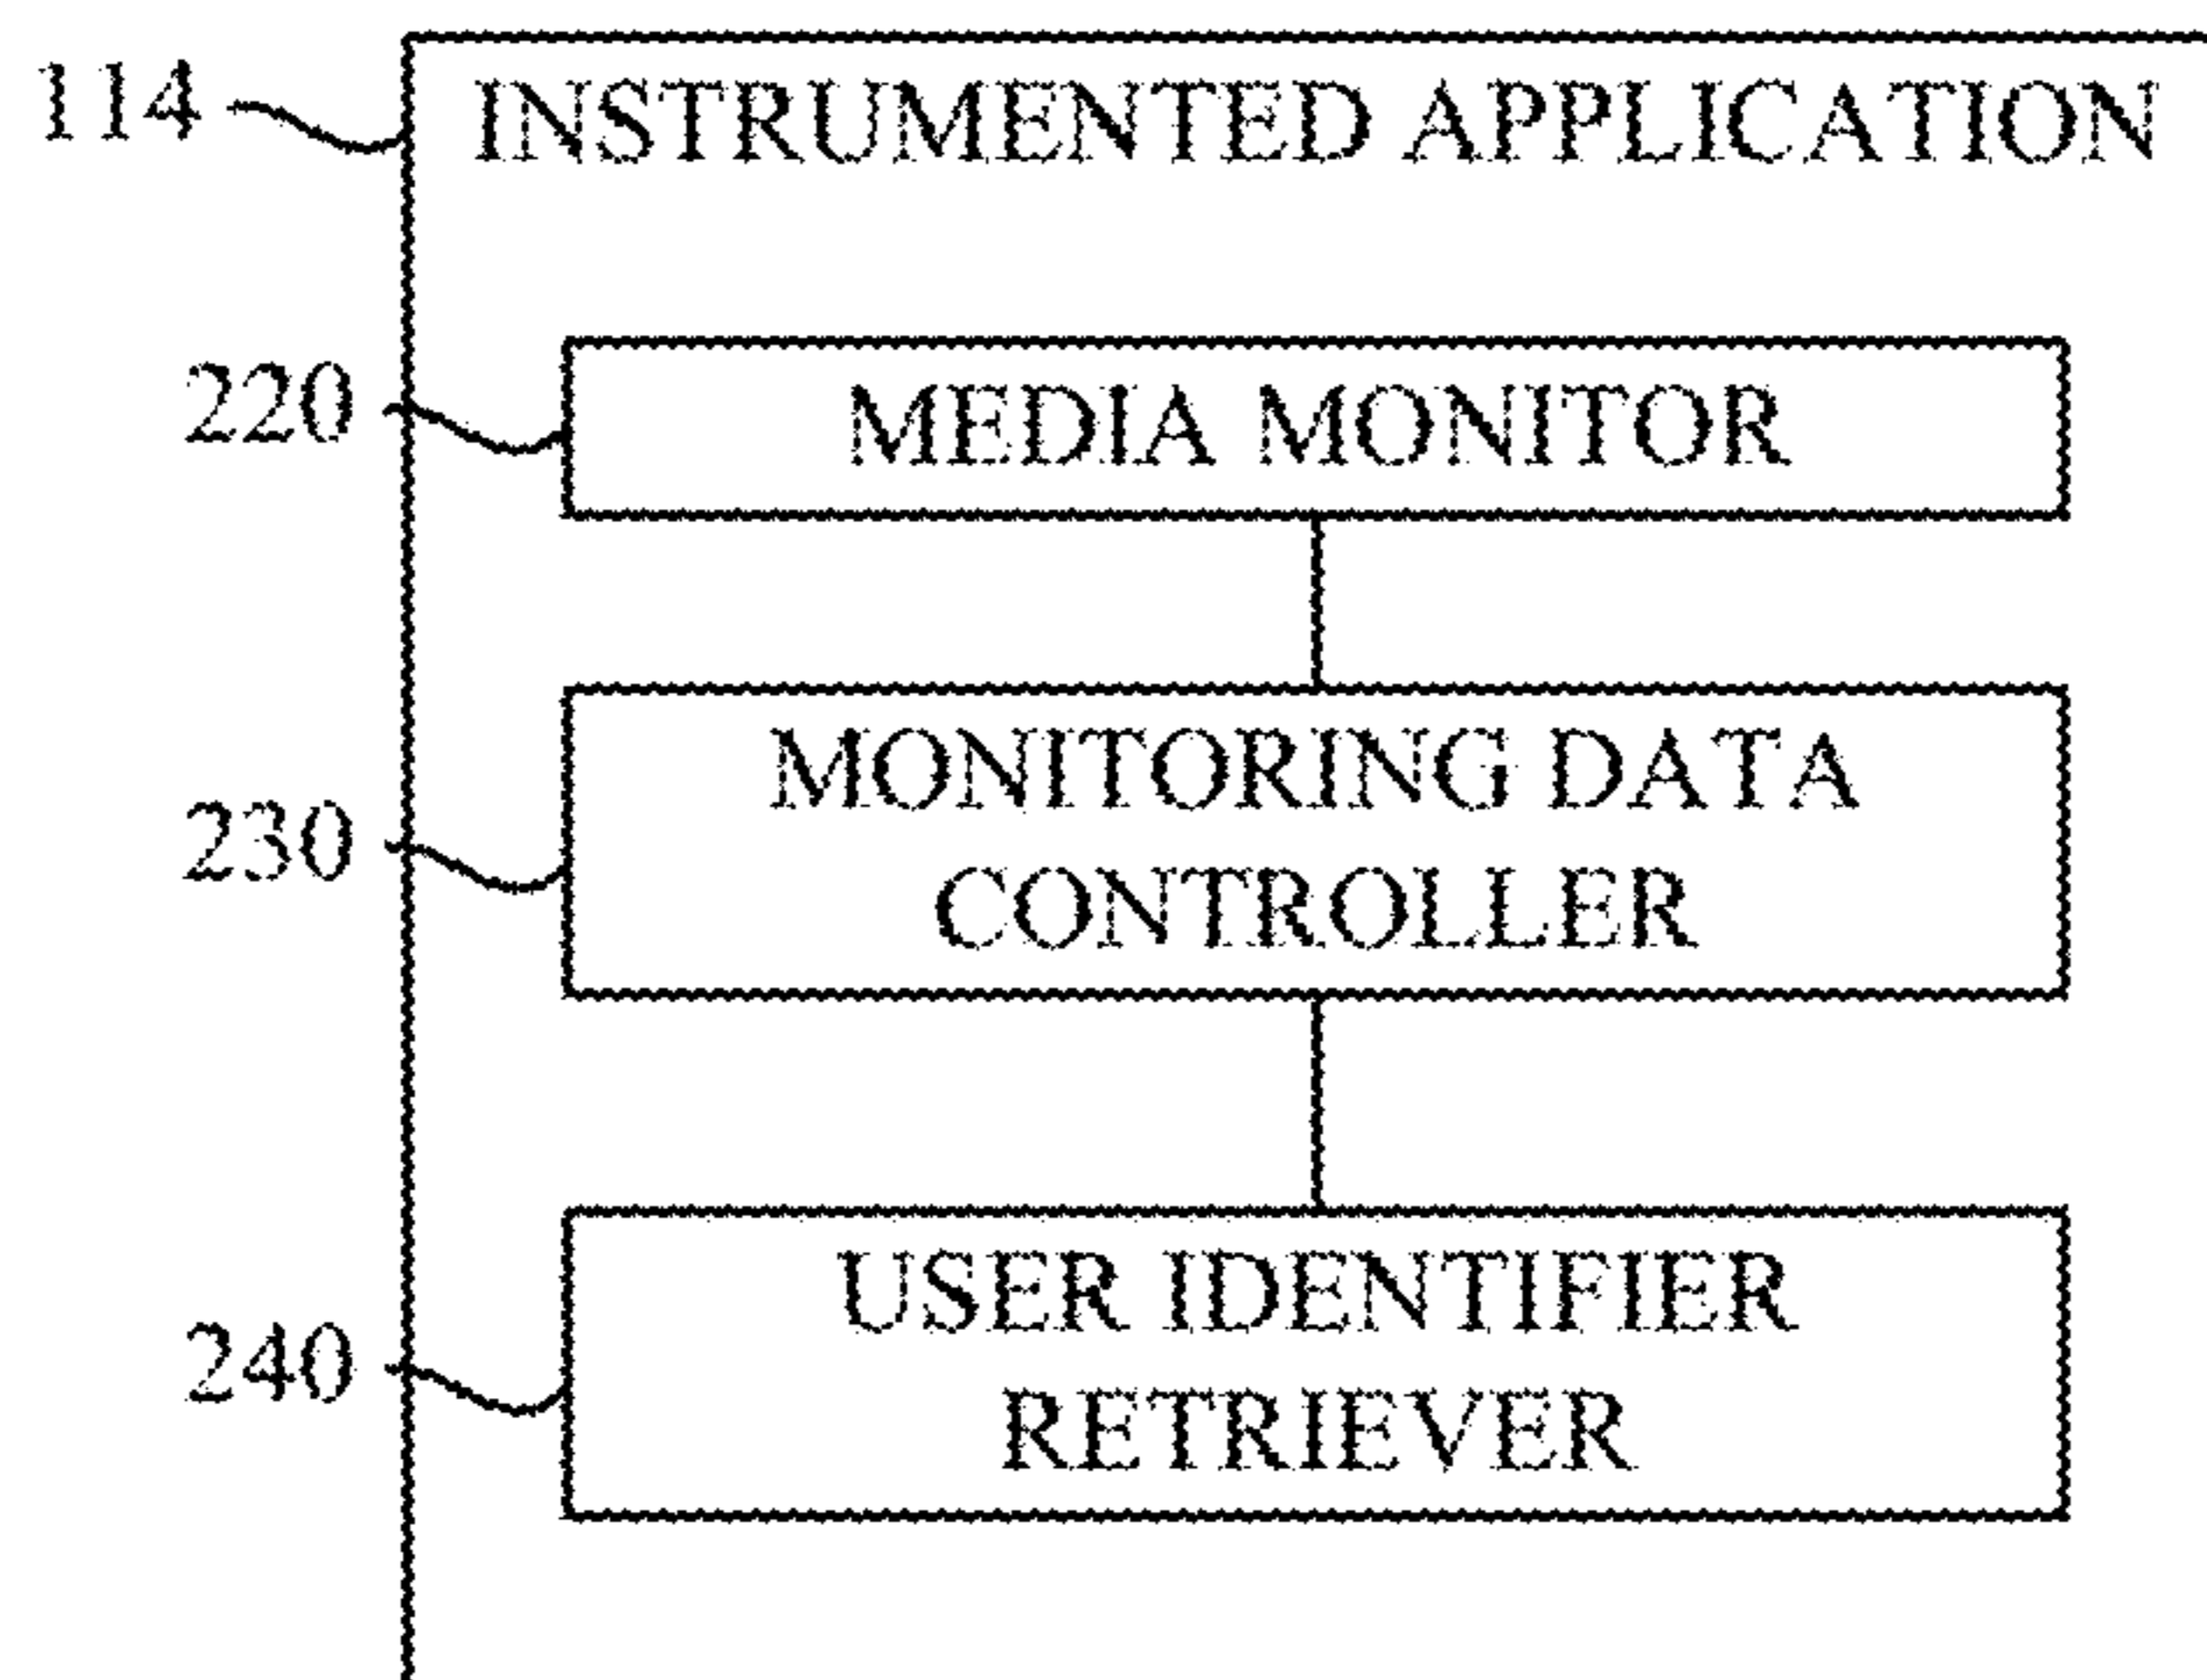 114 INSTRUMENTED APPLICATION
220 MEDIA MONITOR
MONITORING DATA
230
CONTROLLER
USER IDENTIFIER
240
RETRIEVER